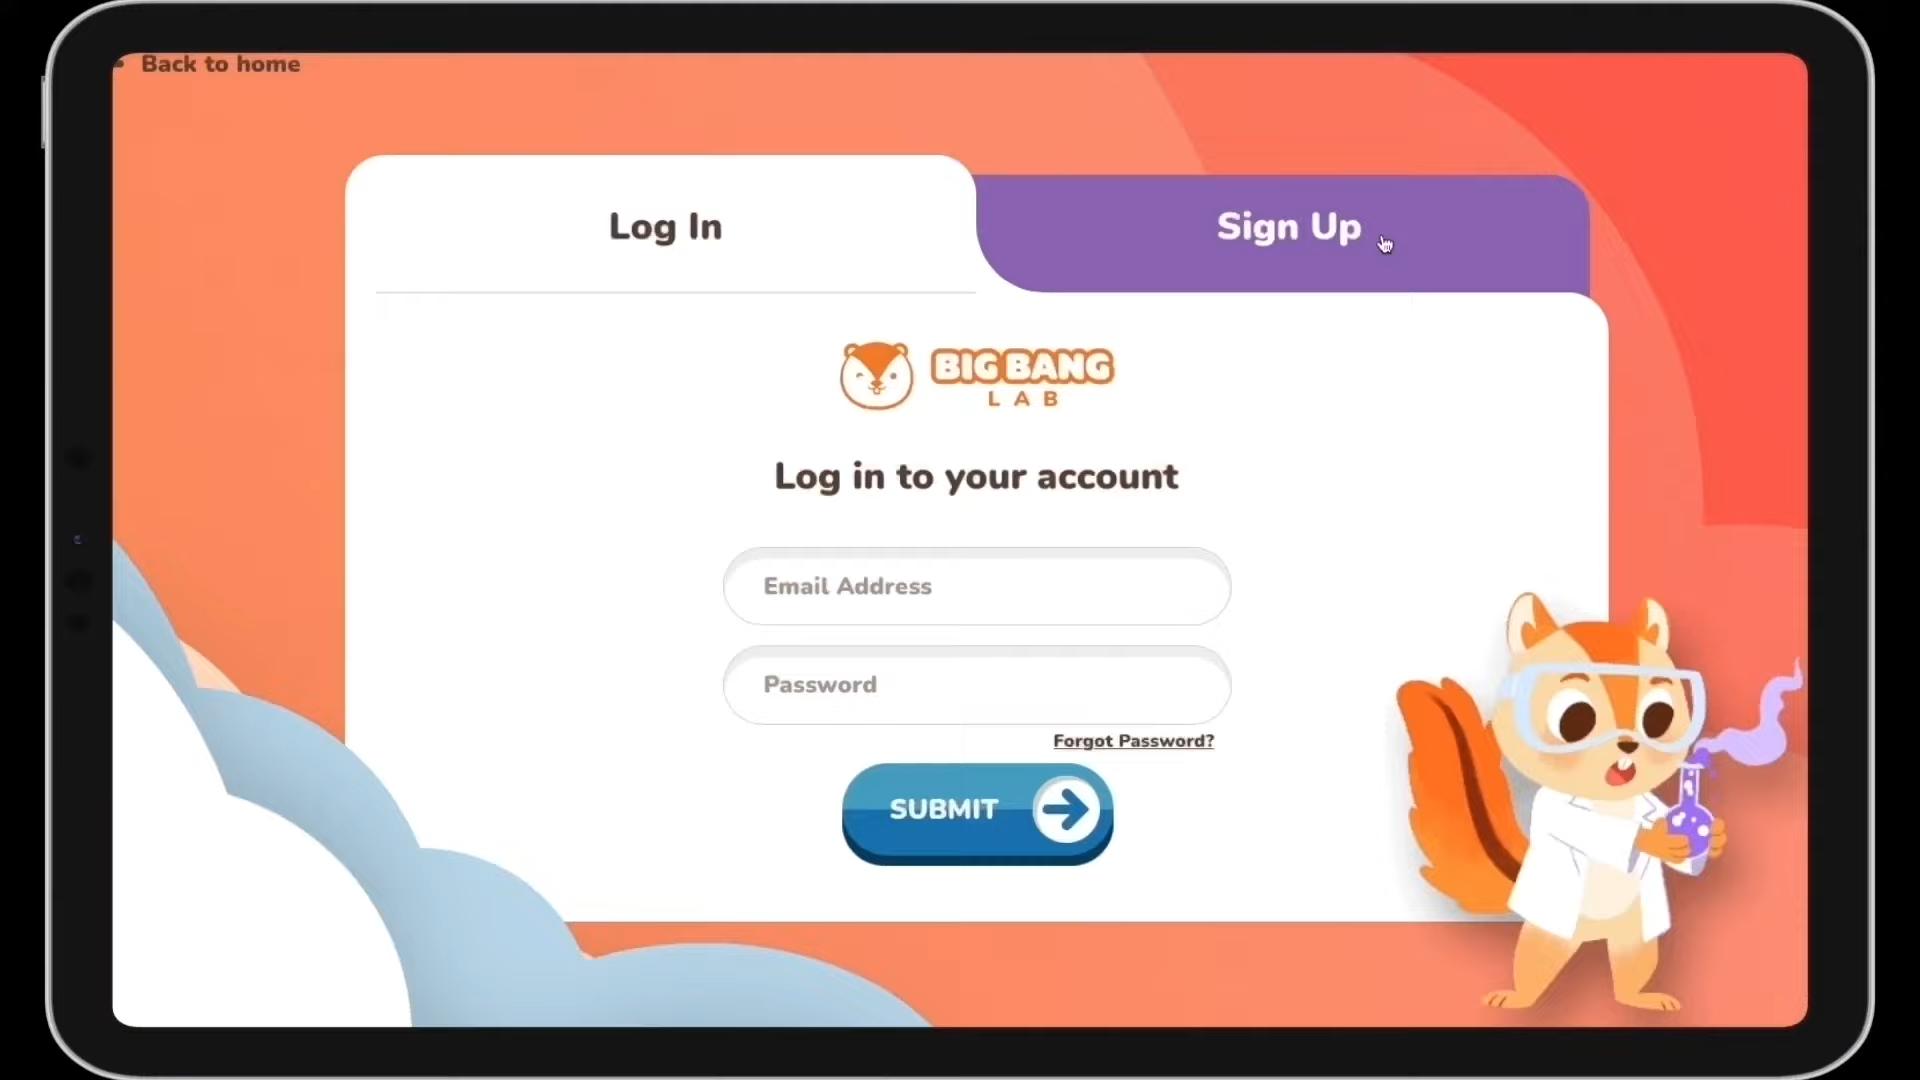 Back to home
Log In
Sign Up
BIG BANG
LAB
Log in to your account
Email Address
Password
Forgot Password?
SUBMIT